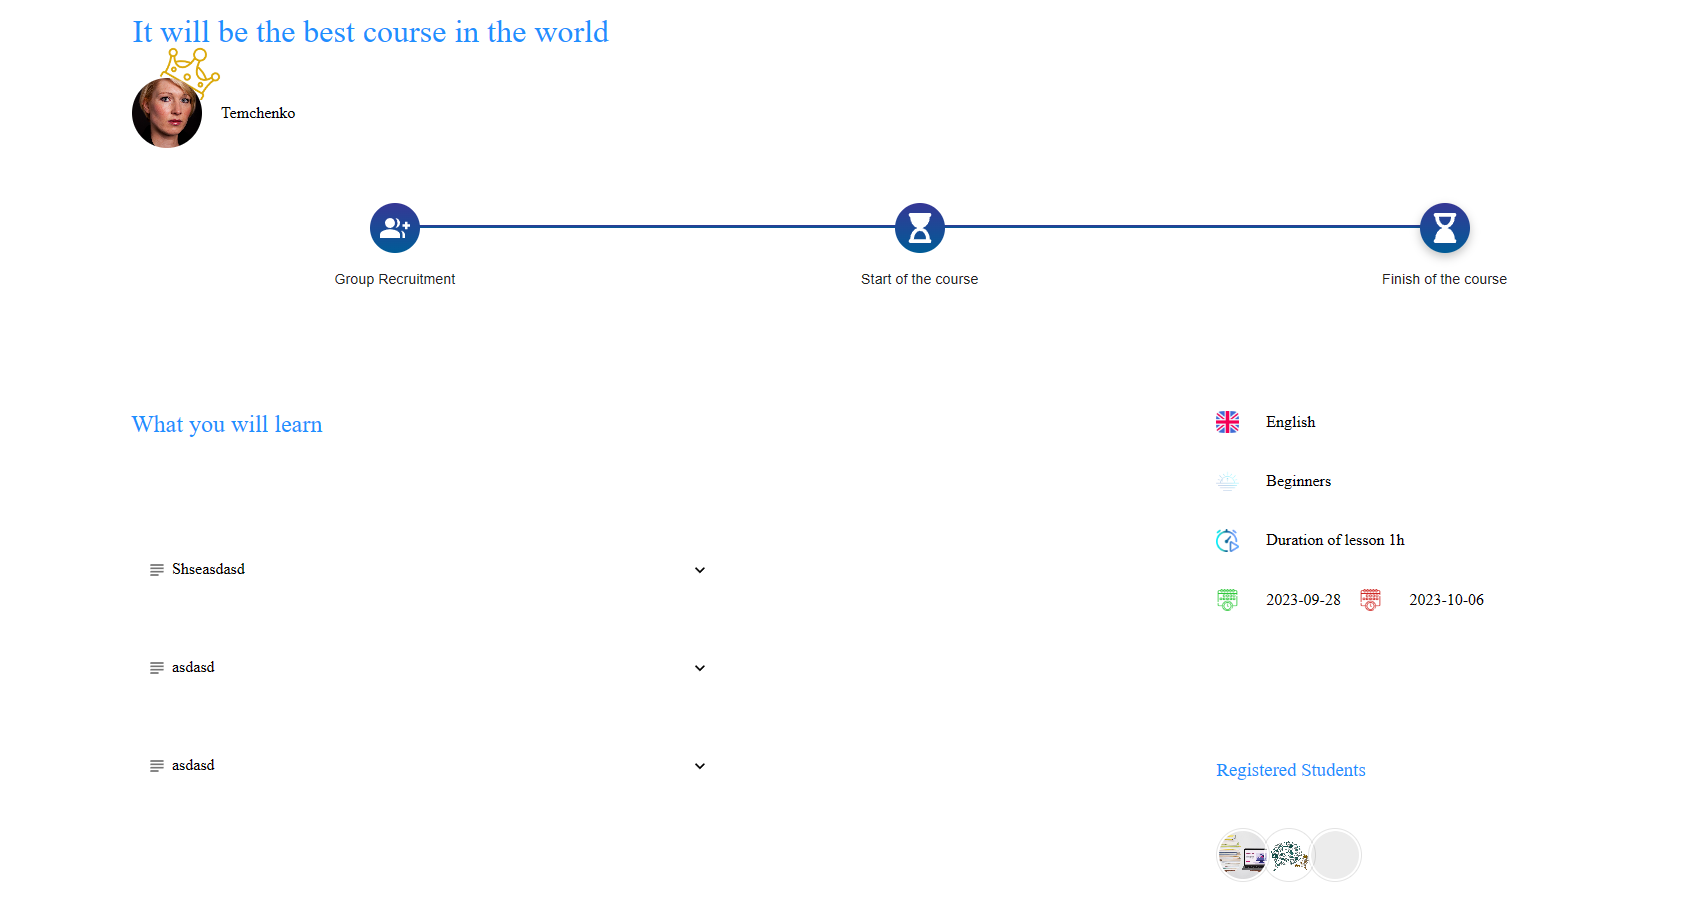 It will be the best course in the world
Temchenko
Group Recruitment
Start of the course
Finish of the course
What you will learn
English
Beginners
Duration of lesson 1h
2023-09-28 2023-10-06
Shseasdasd
asdasd
asdasd
Registered Students